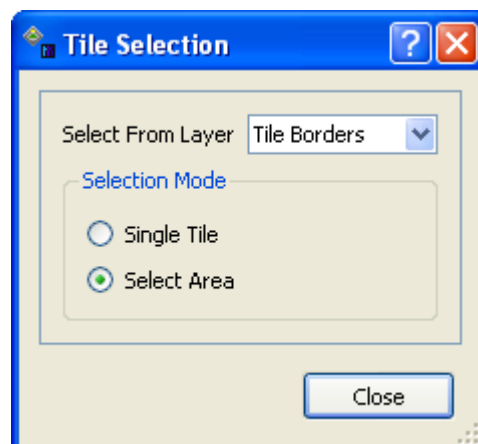 Tile Selection
Select From Layer Tile Borders
Selection Mode
Single Tile
Select Area
Close